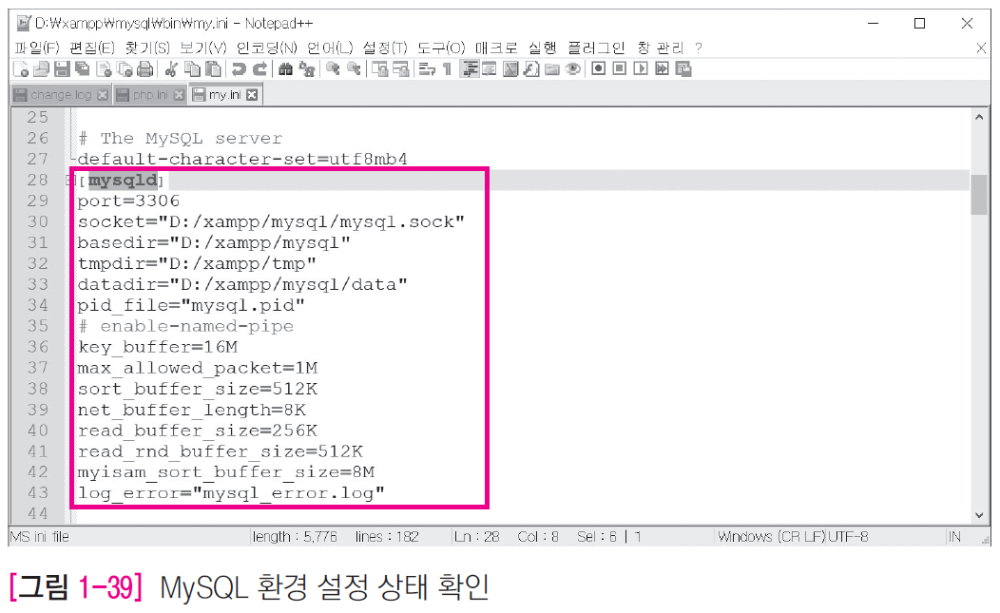 D:₩xampp₩mysql₩bin₩my.ini - Notepad++
파일(F) 편집(E) 찾기(S) 보기(V) 인코딩(N) 언어(L) 설정(T) 도구(O) 매크로 실행 플러그인 창 관리 ? X
change.log php.ini my.ini
25
26 # The MySQL server
27 default-character-set=utf8mb4
28 [mysqld]
29 port=3306
30 socket="D:/xampp/mysql/mysql.sock"
31 basedir="D:/xampp/mysql"
32 tmpdir="D:/xampp/tmp"
33 datadir="D:/xampp/mysql/data"
34 pid_file="mysql.pid"
35 # enable-named-pipe
36 key_buffer=16M
37 max_allowed_packet=1M
38 sort_buffer_size=512K
39 net_buffer_length=8K
40 read_buffer_size=256K
41 read_rnd_buffer_size=512K
42 myisam_sort_buffer_size=8M
43 log_error="mysql_error.log"
44
MS ini file length : 5,776 lines : 182 Ln : 28 Col : 8 Sel : 6 | 1 Windows (CR LF) UTF-8 IN
[그림 1-39] MySQL 환경 설정 상태 확인